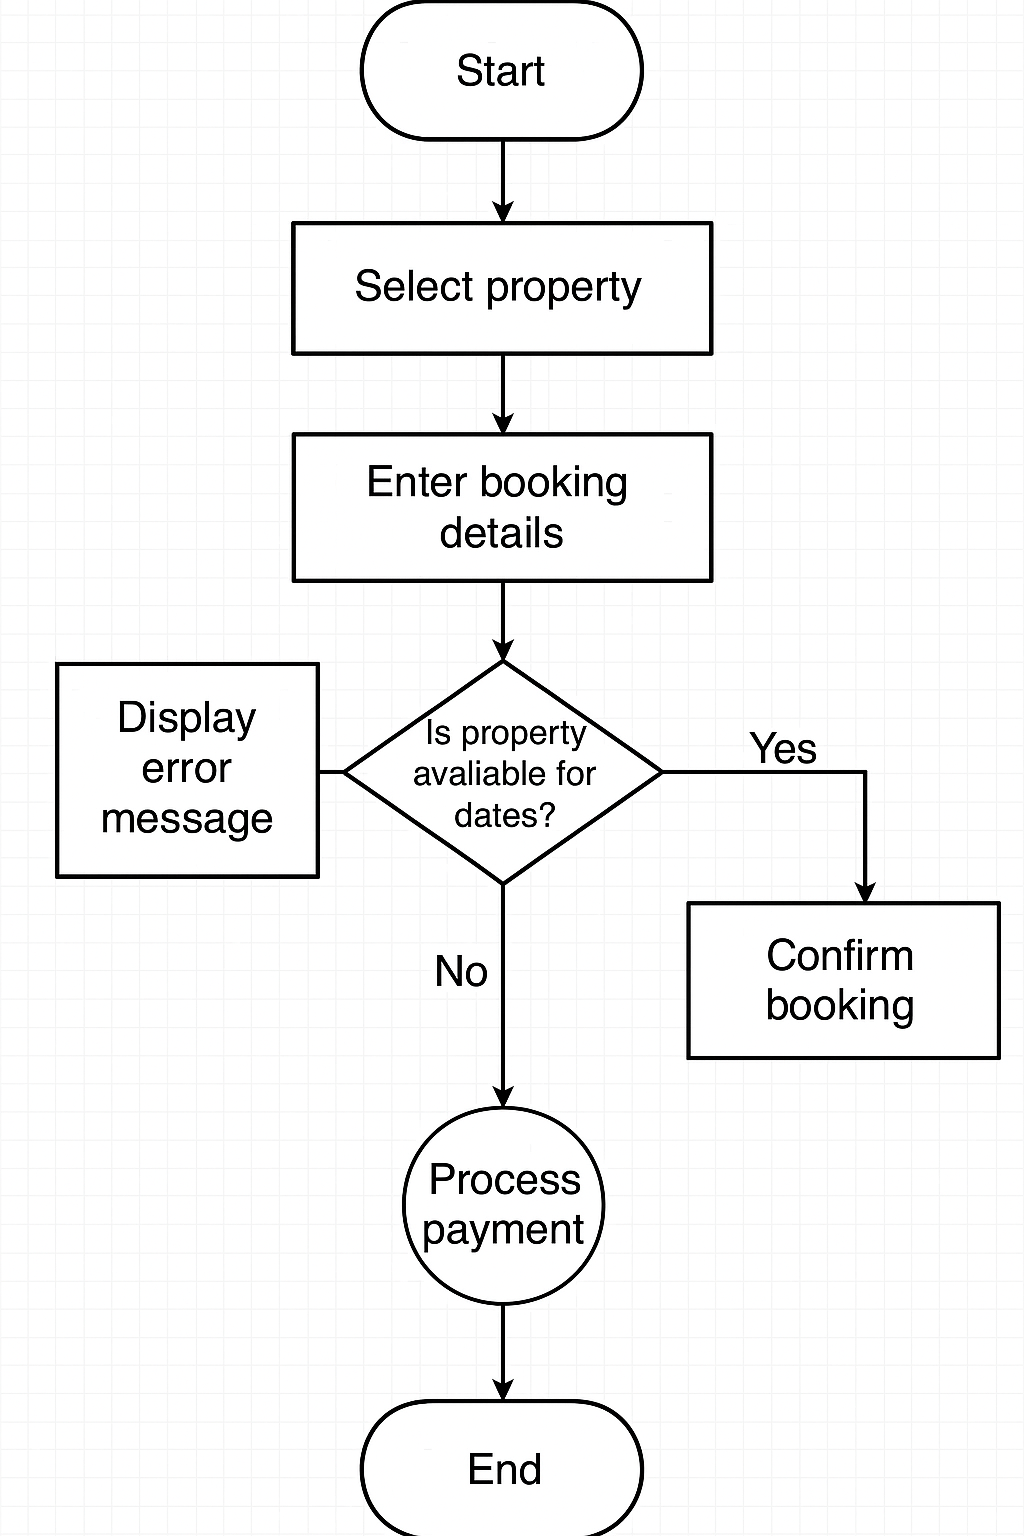 Start
Select property
Enter booking
details
Display
error
message
Is property
avaliable for
dates?
Yes
Confirm
booking
No
Process
payment
End